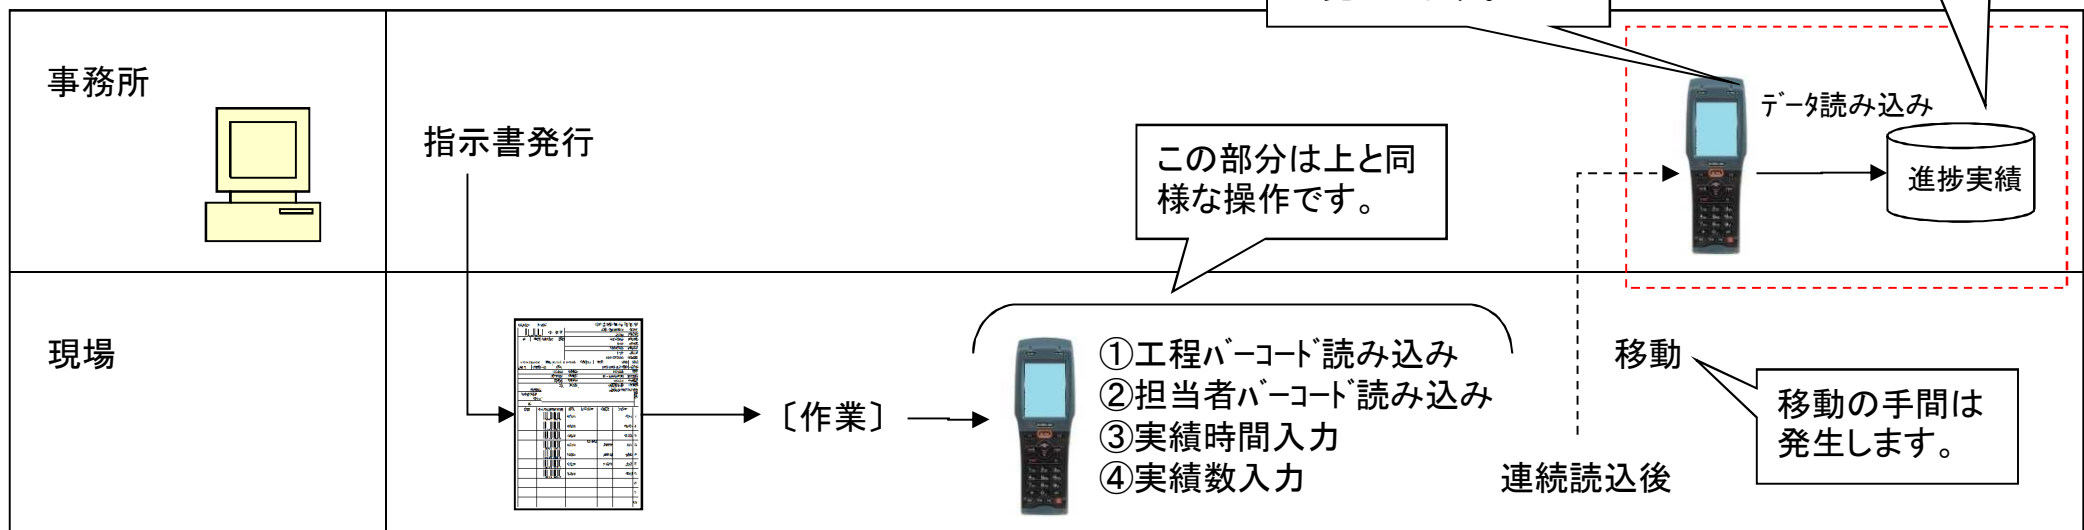 事務所
指示書発行
この部分は上と同
様な操作です。
ﾃﾞｰﾀ読み込み
進捗実績
現場
〔作業〕
①工程ﾊﾞｰｺｰﾄﾞ読み込み
②担当者ﾊﾞｰｺｰﾄﾞ読み込み
③実績時間入力
④実績数入力
移動
移動の手間は
発生します。
連続読込後